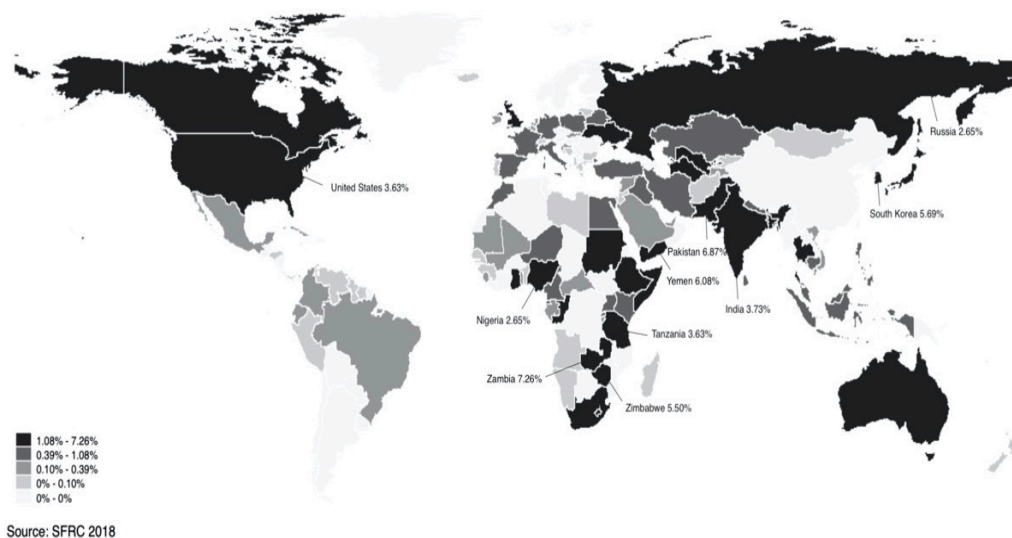 Russia 2.65%
United States 3.63%
South Korea 5.69%
Pakistan 6.87%
Yemen 6.08%
India 3.73%
Nigeria 2.65%
Tanzania 3.63%
Zambia 7.26%
Zimbabwe 5.50%
1.08% - 7.26%
0.39% - 1.08%
0.10% - 0.39%
0% - 0.10%
0% - 0%
Source: SFRC 2018